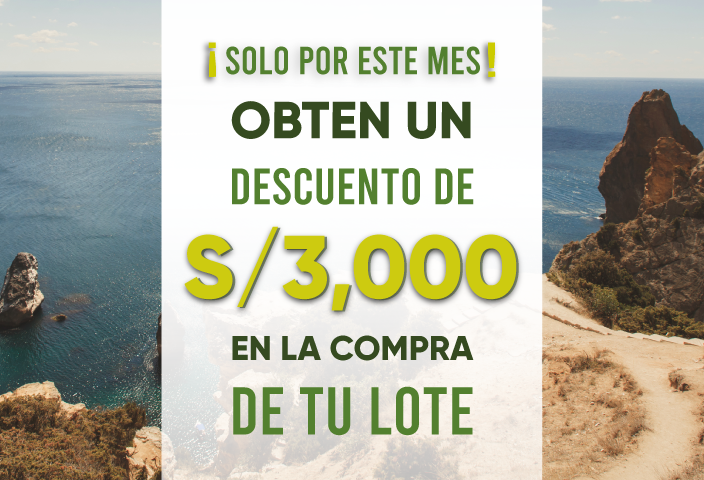 ¡SOLO POR ESTE MES!
OBTEN UN
DESCUENTO DE
S/3,000
EN LA COMPRA
DE TU LOTE